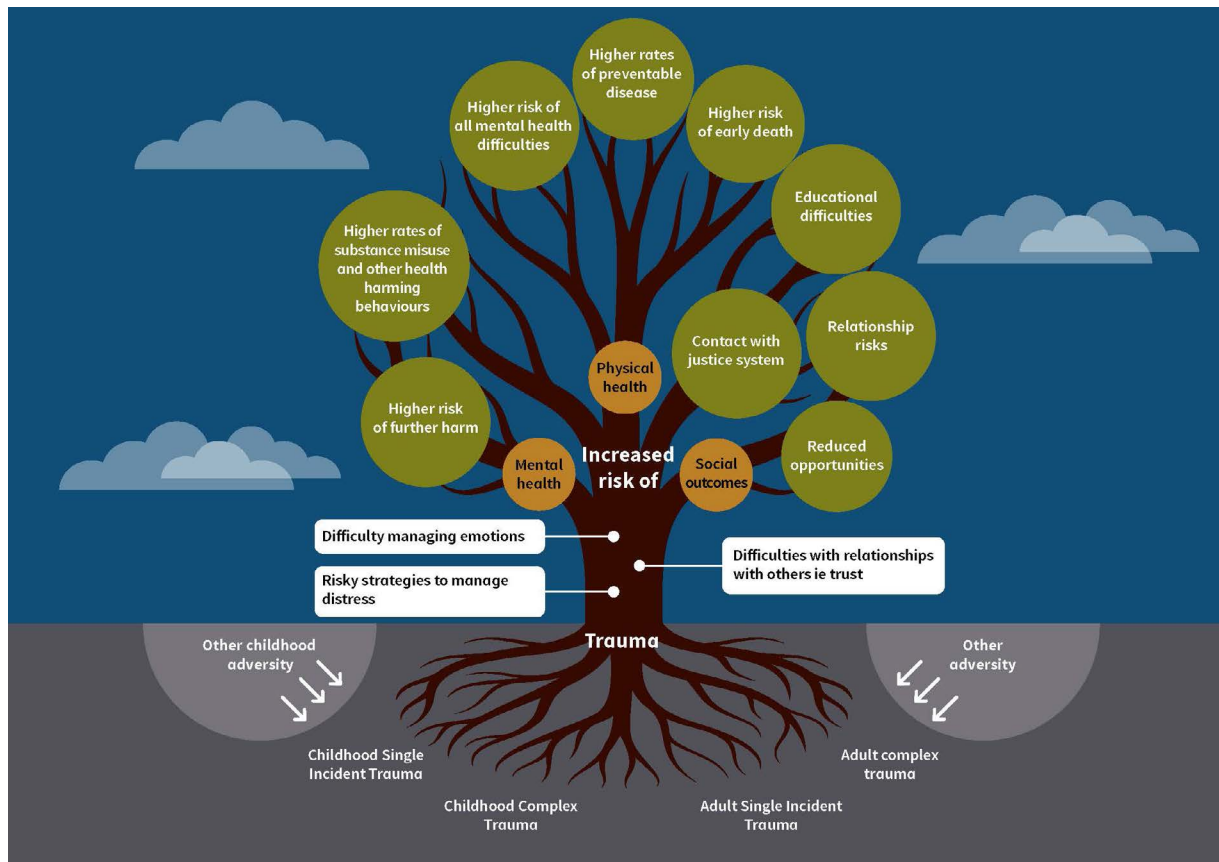 Higher rates
of preventable
disease
Higher risk of
all mental health
difficulties
Higher risk
of early death
Educational
difficulties
Higher rates of
substance misuse
and other health
harming
behaviours
Contact with
justice system
Relationship
risks
Physical
health
Higher risk
of further harm
Reduced
opportunities
Mental
health
Increased
risk of
Social
outcomes
Difficulty managing emotions
Difficulties with relationships
with others ie trust
Risky strategies to manage
distress
Trauma
Other childhood
adversity
Other
adversity
Childhood Single
Incident Trauma
Adult complex
trauma
Childhood Complex
Trauma
Adult Single Incident
Trauma